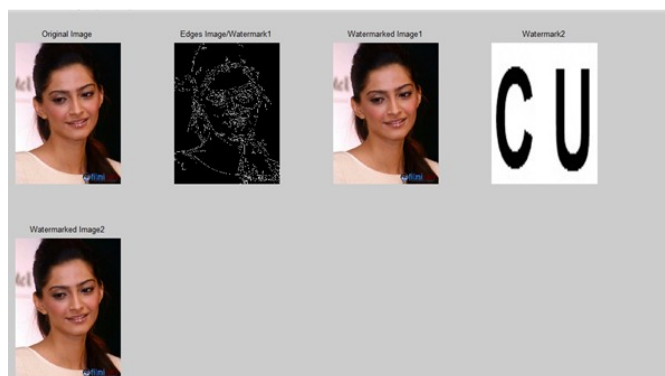 Original Image
Edges Image/Watermark1
Watermarked Image1
Watermark2
C U
Watermarked Image2